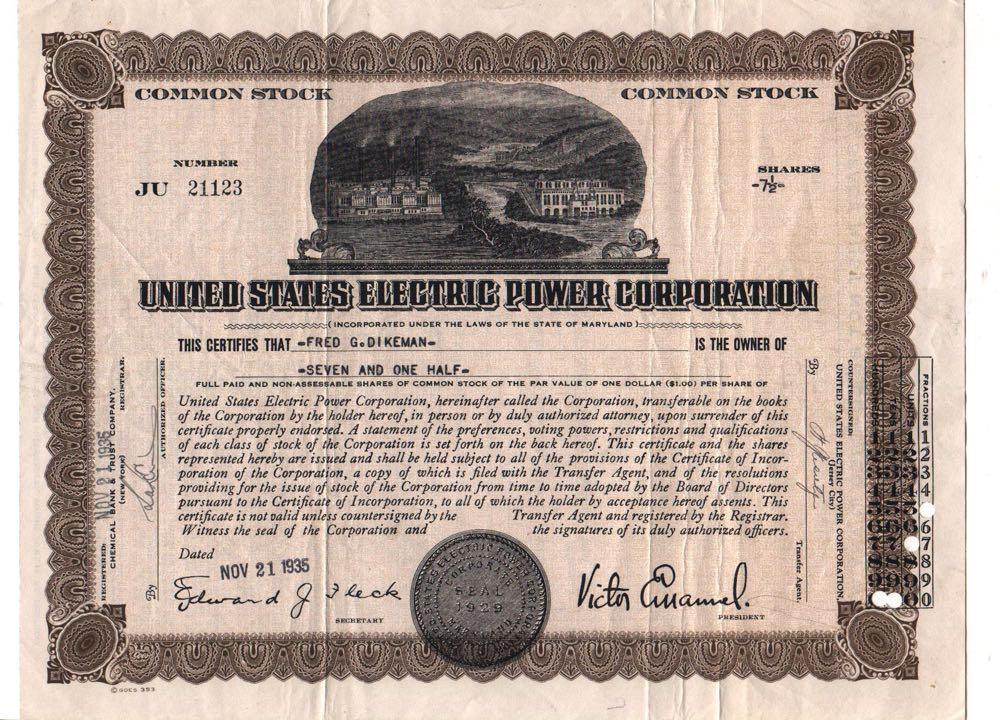 COMMON STOCK
COMMON STOCK
NUMBER
JU 21123
SHARES
-7½-
UNITED STATES ELECTRIC POWER CORPORATION
(INCORPORATED UNDER THE LAWS OF THE STATE OF MARYLAND)
THIS CERTIFIES THAT -FRED G.DIKEMAN- IS THE OWNER OF
-SEVEN AND ONE HALF-
FULL PAID AND NON-ASSESSABLE SHARES OF COMMON STOCK OF THE PAR VALUE OF ONE DOLLAR ($1.00) PER SHARE OF
United States Electric Power Corporation, hereinafter called the Corporation, transferable on the books
of the Corporation by the holder hereof, in person or by duly authorized attorney, upon surrender of this
certificate properly endorsed. A statement of the preferences, voting powers, restrictions and qualifications
of each class of stock of the Corporation is set forth on the back hereof. This certificate and the shares
represented hereby are issued and shall be held subject to all of the provisions of the Certificate of Incor-
poration of the Corporation, a copy of which is filed with the Transfer Agent, and of the resolutions
providing for the issue of stock of the Corporation from time to time adopted by the Board of Directors
pursuant to the Certificate of Incorporation, to all of which the holder by acceptance hereof assents. This
certificate is not valid unless countersigned by the Transfer Agent and registered by the Registrar.
Witness the seal of the Corporation and the signatures of its duly authorized officers.
Dated
NOV 21 1935
Edward J Fleck
SECRETARY
SEAL
1929
Victor Emanuel.
PRESIDENT
REGISTERED:
NOV 21 1935
CHEMICAL BANK & TRUST COMPANY.
(NEW YORK) REGISTRAR.
By
AUTHORIZED OFFICER.
COUNTERSIGNED:
UNITED STATES ELECTRIC POWER CORPORATION.
(Jersey City)
By
Transfer Agent.
FRACTIONS
UNITS
1
2
3
4
6
7
8
9
0
© GOES 353